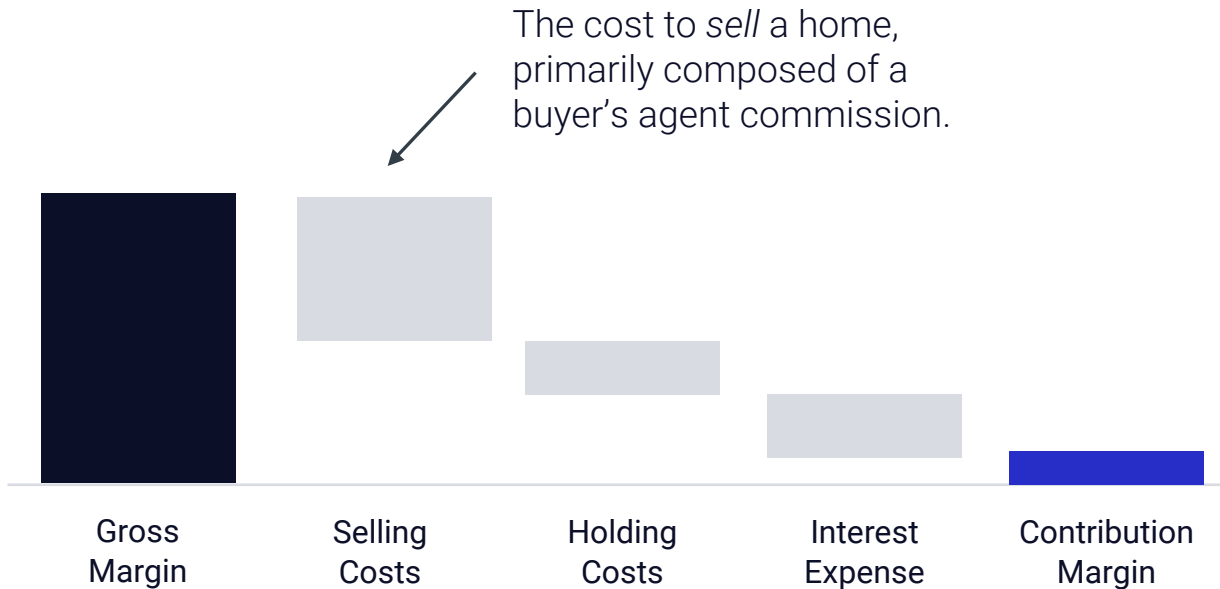 The cost to sell a home,
primarily composed of a
buyer’s agent commission.
Gross
Margin
Selling
Costs
Holding
Costs
Interest
Expense
Contribution
Margin